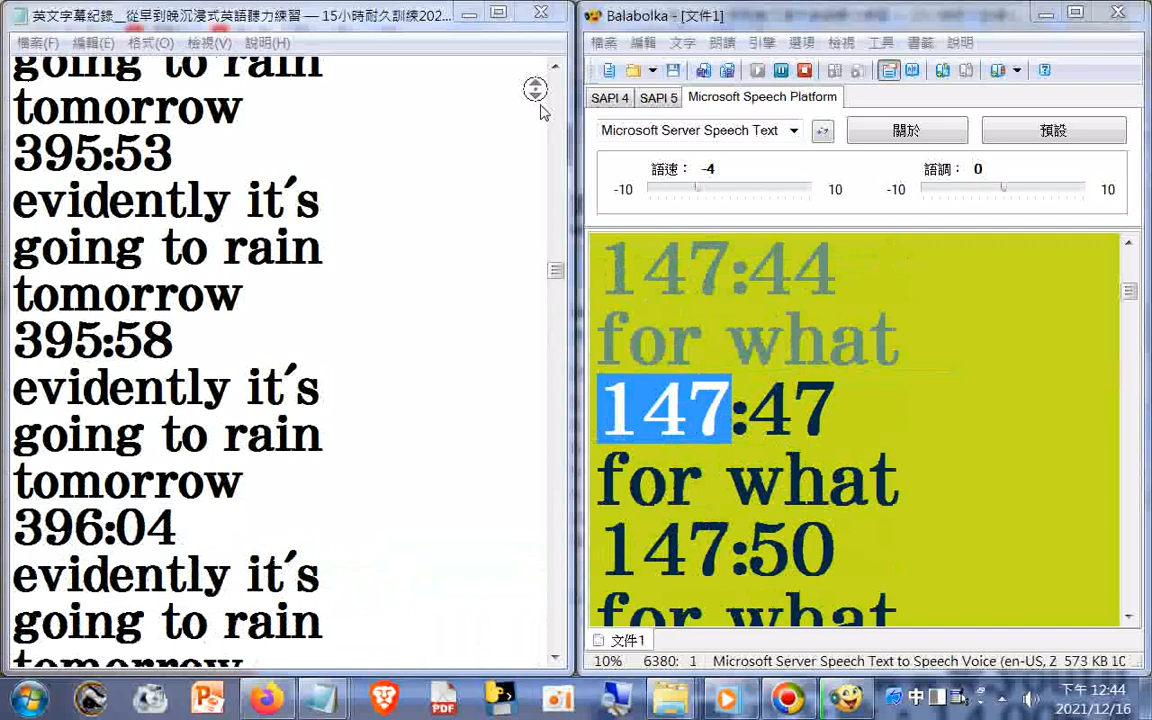 英文字幕紀錄__從早到晚沉浸式英語聽力練習 — 15小時耐久訓練202...
檔案(F) 編輯(E) 格式(O) 檢視(V) 說明(H)
going to rain
tomorrow
395:53
evidently it's
going to rain
tomorrow
395:58
evidently it's
going to rain
tomorrow
396:04
evidently it's
going to rain
tomorrow
Balabolka - [文件1]
檔案 編輯 文字 朗讀 引擎 選項 檢視 工具 書籤 說明
SAPI 4 SAPI 5 Microsoft Speech Platform
Microsoft Server Speech Text 關於 預設
語速： -4 語調： 0
-10 10 -10 10
147:44
for what
147:47
for what
147:50
for what
文件1
10% 6380: 1 Microsoft Server Speech Text to Speech Voice (en-US, Z 573 KB 10
PDF 中 下午 12:44
2021/12/16